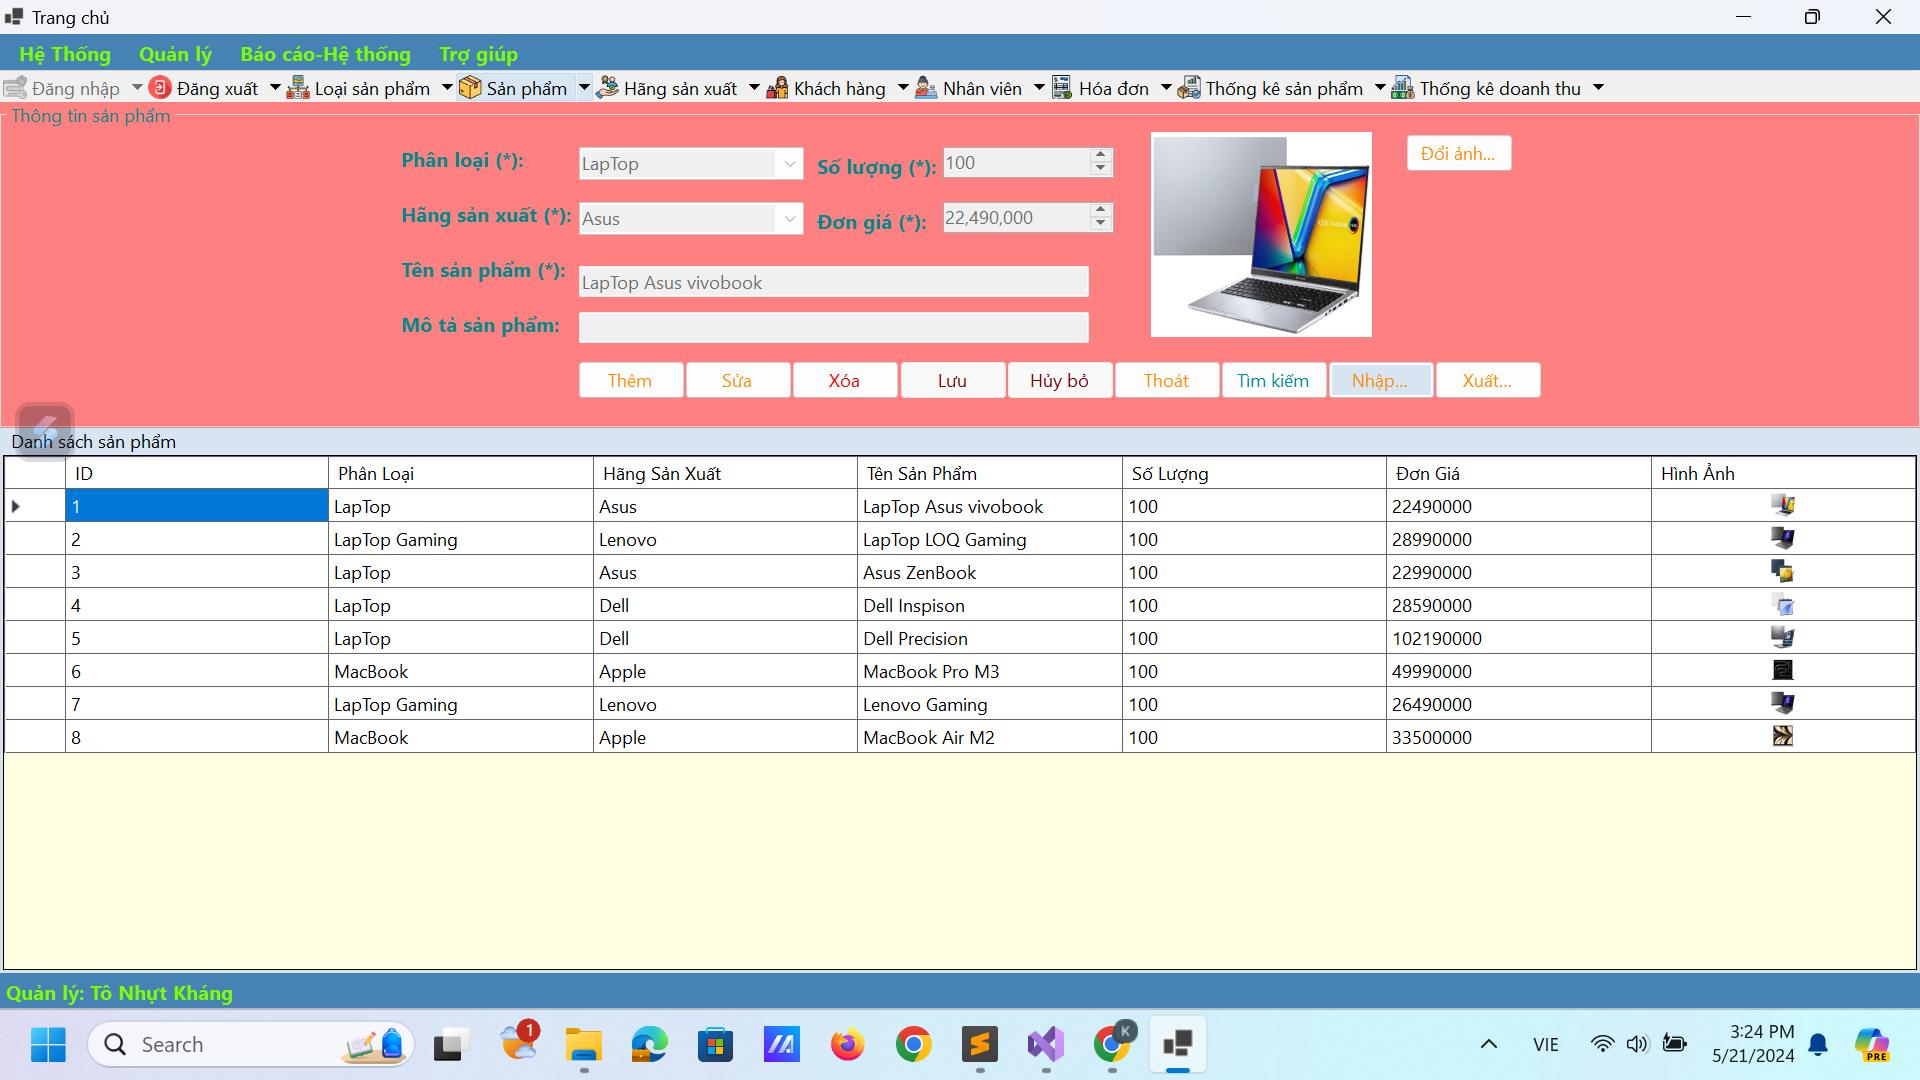 Trang chủ
Hệ Thống Quản lý Báo cáo-Hệ thống Trợ giúp
Đăng nhập Đăng xuất Loại sản phẩm Sản phẩm Hãng sản xuất Khách hàng Nhân viên Hóa đơn Thống kê sản phẩm Thống kê doanh thu
Thông tin sản phẩm
Phân loại (*): LapTop Số lượng (*): 100 Đổi ảnh...
Hãng sản xuất (*): Asus Đơn giá (*): 22,490,000
Tên sản phẩm (*): LapTop Asus vivobook
Mô tả sản phẩm:
Thêm Sửa Xóa Lưu Hủy bỏ Thoát Tìm kiếm Nhập... Xuất...
Danh sách sản phẩm
ID Phân Loại Hãng Sản Xuất Tên Sản Phẩm Số Lượng Đơn Giá Hình Ảnh
1 LapTop Asus LapTop Asus vivobook 100 22490000
2 LapTop Gaming Lenovo LapTop LOQ Gaming 100 28990000
3 LapTop Asus Asus ZenBook 100 22990000
4 LapTop Dell Dell Inspison 100 28590000
5 LapTop Dell Dell Precision 100 102190000
6 MacBook Apple MacBook Pro M3 100 49990000
7 LapTop Gaming Lenovo Lenovo Gaming 100 26490000
8 MacBook Apple MacBook Air M2 100 33500000
Quản lý: Tô Nhựt Kháng
Search 1 K VIE 3:24 PM
5/21/2024 PRE